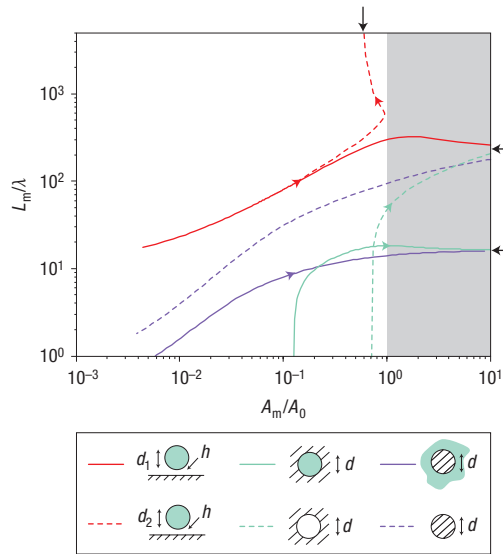 10³
10²
10¹
10⁰
Lₘ/λ
10⁻³
10⁻²
10⁻¹
10⁰
10¹
Aₘ/A₀
d₁ h d d
d₂ h d d